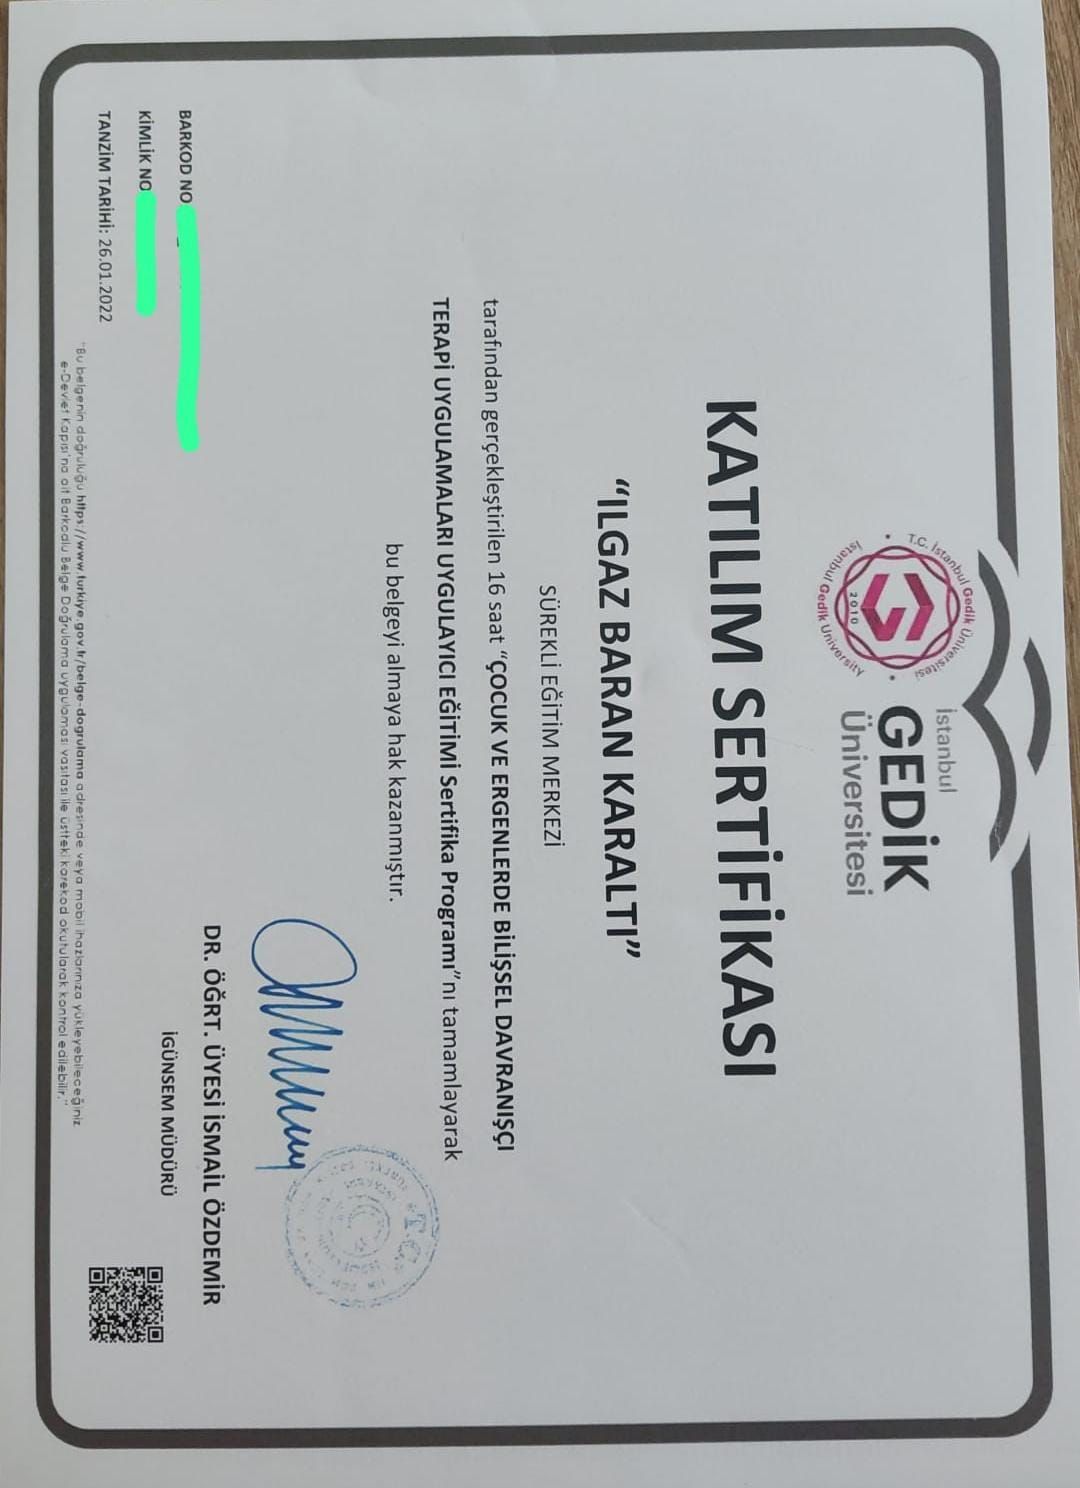 T.C. İstanbul Gedik Üniversitesi
İstanbul Gedik University
2010
İstanbul
GEDİK
Üniversitesi
KATILIM SERTİFİKASI
“ILGAZ BARAN KARALTI”
SÜREKLİ EĞİTİM MERKEZİ
tarafından gerçekleştirilen 16 saat “ÇOCUK VE ERGENLERDE BİLİŞSEL DAVRANIŞÇI
TERAPİ UYGULAMALARI UYGULAYICI EĞİTİMİ Sertifika Programı”nı tamamlayarak
bu belgeyi almaya hak kazanmıştır.
T.C.
DR. ÖĞRT. ÜYESİ İSMAİL ÖZDEMİR
İGÜNSEM MÜDÜRÜ
BARKOD NO
KİMLİK NO
TANZİM TARİHİ: 26.01.2022
"Bu belgenin doğruluğu https://www.turkiye.gov.tr/belge-dogrulama adresinde veya mobil ihazlarınıza yükleyebileceğiniz
e-Devlet Kapısı'na ait Barkodlu Belge Doğrulama uygulaması vasıtası ile üstteki karekod okutularak kontrol edilebilir."